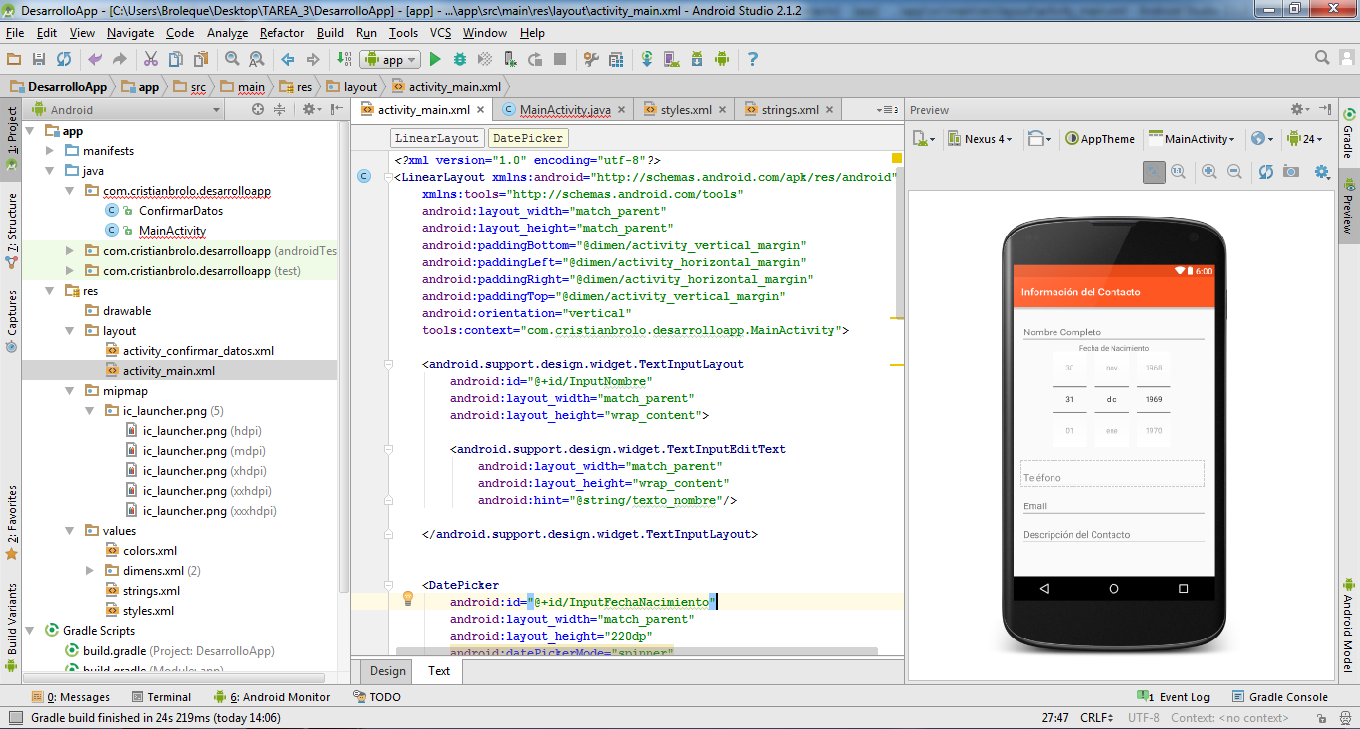 DesarrolloApp - [C:\Users\Broleque\Desktop\TAREA_3\DesarrolloApp] - [app] - ...\app\src\main\res\layout\activity_main.xml - Android Studio 2.1.2
File Edit View Navigate Code Analyze Refactor Build Run Tools VCS Window Help
app
DesarrolloApp app src main res layout activity_main.xml
Android
activity_main.xml MainActivity.java styles.xml strings.xml
Preview
1: Project
7: Structure
Captures
2: Favorites
Build Variants
app
manifests
java
com.cristianbrolo.desarrolloapp
ConfirmarDatos
MainActivity
com.cristianbrolo.desarrolloapp (androidTes
com.cristianbrolo.desarrolloapp (test)
res
drawable
layout
activity_confirmar_datos.xml
activity_main.xml
mipmap
ic_launcher.png (5)
ic_launcher.png (hdpi)
ic_launcher.png (mdpi)
ic_launcher.png (xhdpi)
ic_launcher.png (xxhdpi)
ic_launcher.png (xxxhdpi)
values
colors.xml
dimens.xml (2)
strings.xml
styles.xml
Gradle Scripts
build.gradle (Project: DesarrolloApp)
build.gradle (Module: app)
LinearLayout DatePicker
<?xml version="1.0" encoding="utf-8"?>
<LinearLayout xmlns:android="http://schemas.android.com/apk/res/android"
xmlns:tools="http://schemas.android.com/tools"
android:layout_width="match_parent"
android:layout_height="match_parent"
android:paddingBottom="@dimen/activity_vertical_margin"
android:paddingLeft="@dimen/activity_horizontal_margin"
android:paddingRight="@dimen/activity_horizontal_margin"
android:paddingTop="@dimen/activity_vertical_margin"
android:orientation="vertical"
tools:context="com.cristianbrolo.desarrolloapp.MainActivity">
<android.support.design.widget.TextInputLayout
android:id="@+id/InputNombre"
android:layout_width="match_parent"
android:layout_height="wrap_content">
<android.support.design.widget.TextInputEditText
android:layout_width="match_parent"
android:layout_height="wrap_content"
android:hint="@string/texto_nombre"/>
</android.support.design.widget.TextInputLayout>
<DatePicker
android:id="@+id/InputFechaNacimiento"
android:layout_width="match_parent"
android:layout_height="220dp"
android:datePickerMode="spinner"
Design Text
Nexus 4 AppTheme MainActivity 24
6:00
Información del Contacto
Nombre Completo
Fecha de Nacimiento
30 nov 1968
31 dic 1969
01 ene 1970
Teléfono
Email
Descripción del Contacto
Gradle
Preview
Android Model
0: Messages Terminal 6: Android Monitor TODO
1 Event Log Gradle Console
Gradle build finished in 24s 219ms (today 14:06)
27:47 CRLF UTF-8 Context: <no context>